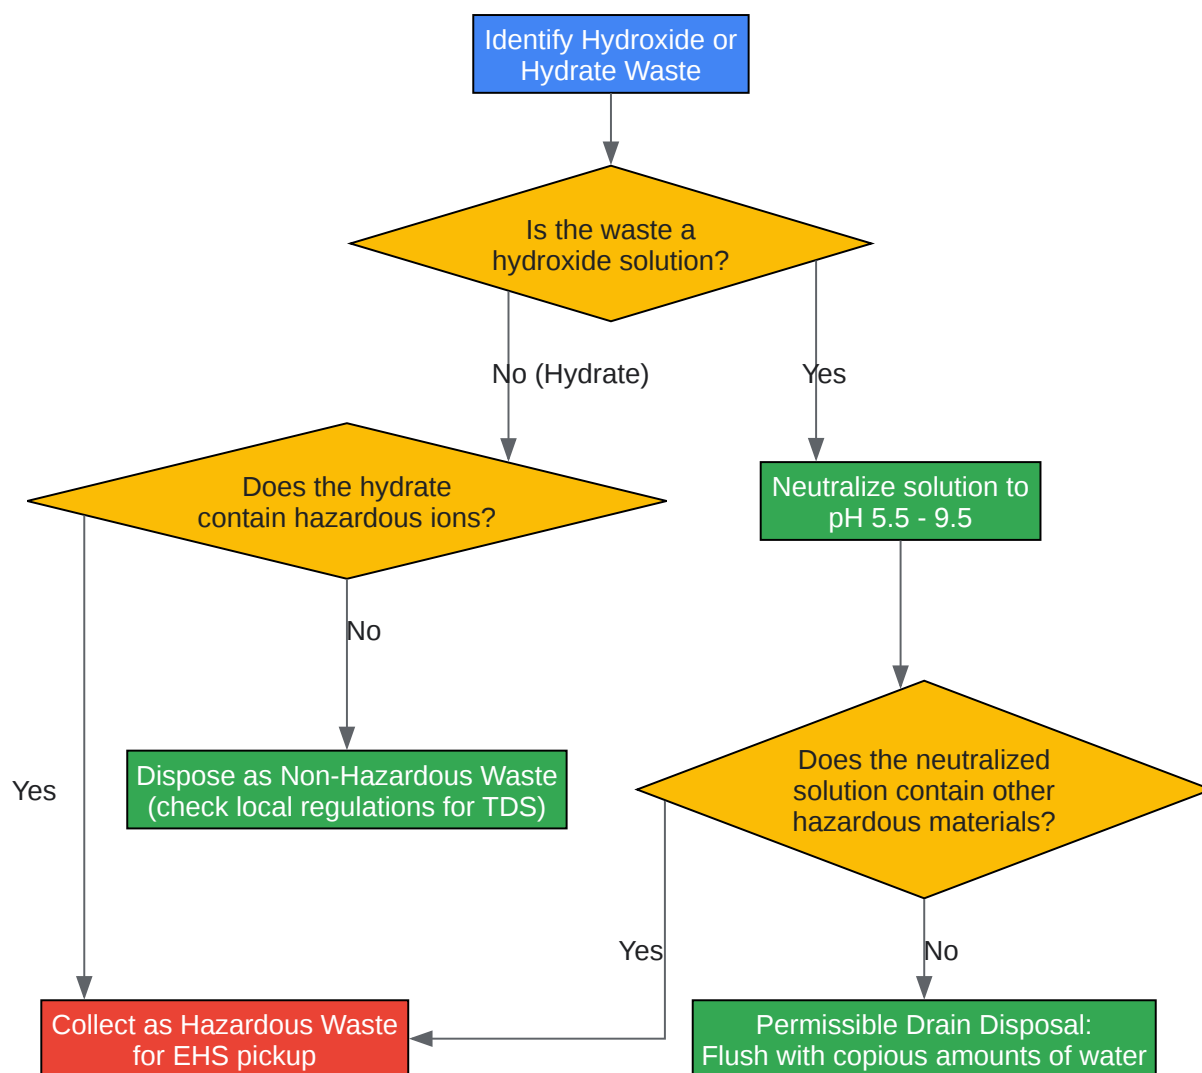 Identify Hydroxide or
Hydrate Waste
Is the waste a
hydroxide solution?
No (Hydrate)
Yes
Does the hydrate
contain hazardous ions?
Neutralize solution to
pH 5.5 - 9.5
No
Dispose as Non-Hazardous Waste
(check local regulations for TDS)
Yes
Does the neutralized
solution contain other
hazardous materials?
Yes
No
Collect as Hazardous Waste
for EHS pickup
Permissible Drain Disposal:
Flush with copious amounts of water